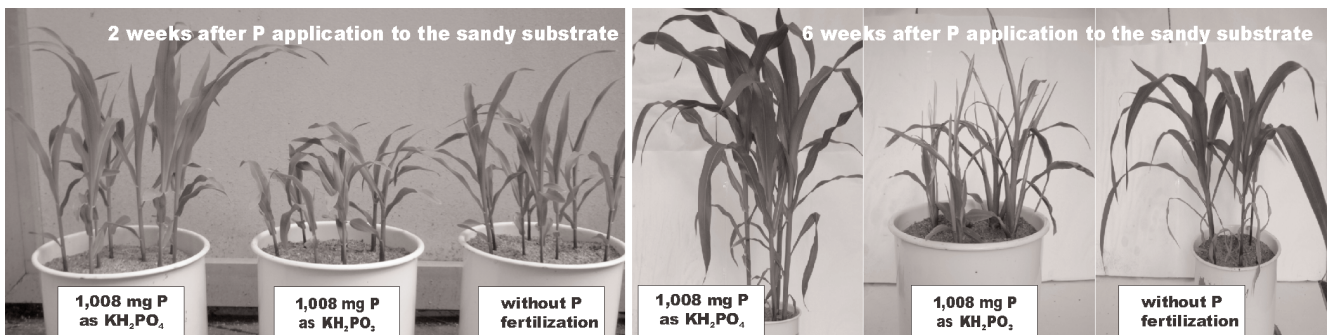 2 weeks after P application to the sandy substrate
1,008 mg P
as KH₂PO₄
1,008 mg P
as KH₂PO₃
without P
fertilization
6 weeks after P application to the sandy substrate
1,008 mg P
as KH₂PO₄
1,008 mg P
as KH₂PO₃
without P
fertilization